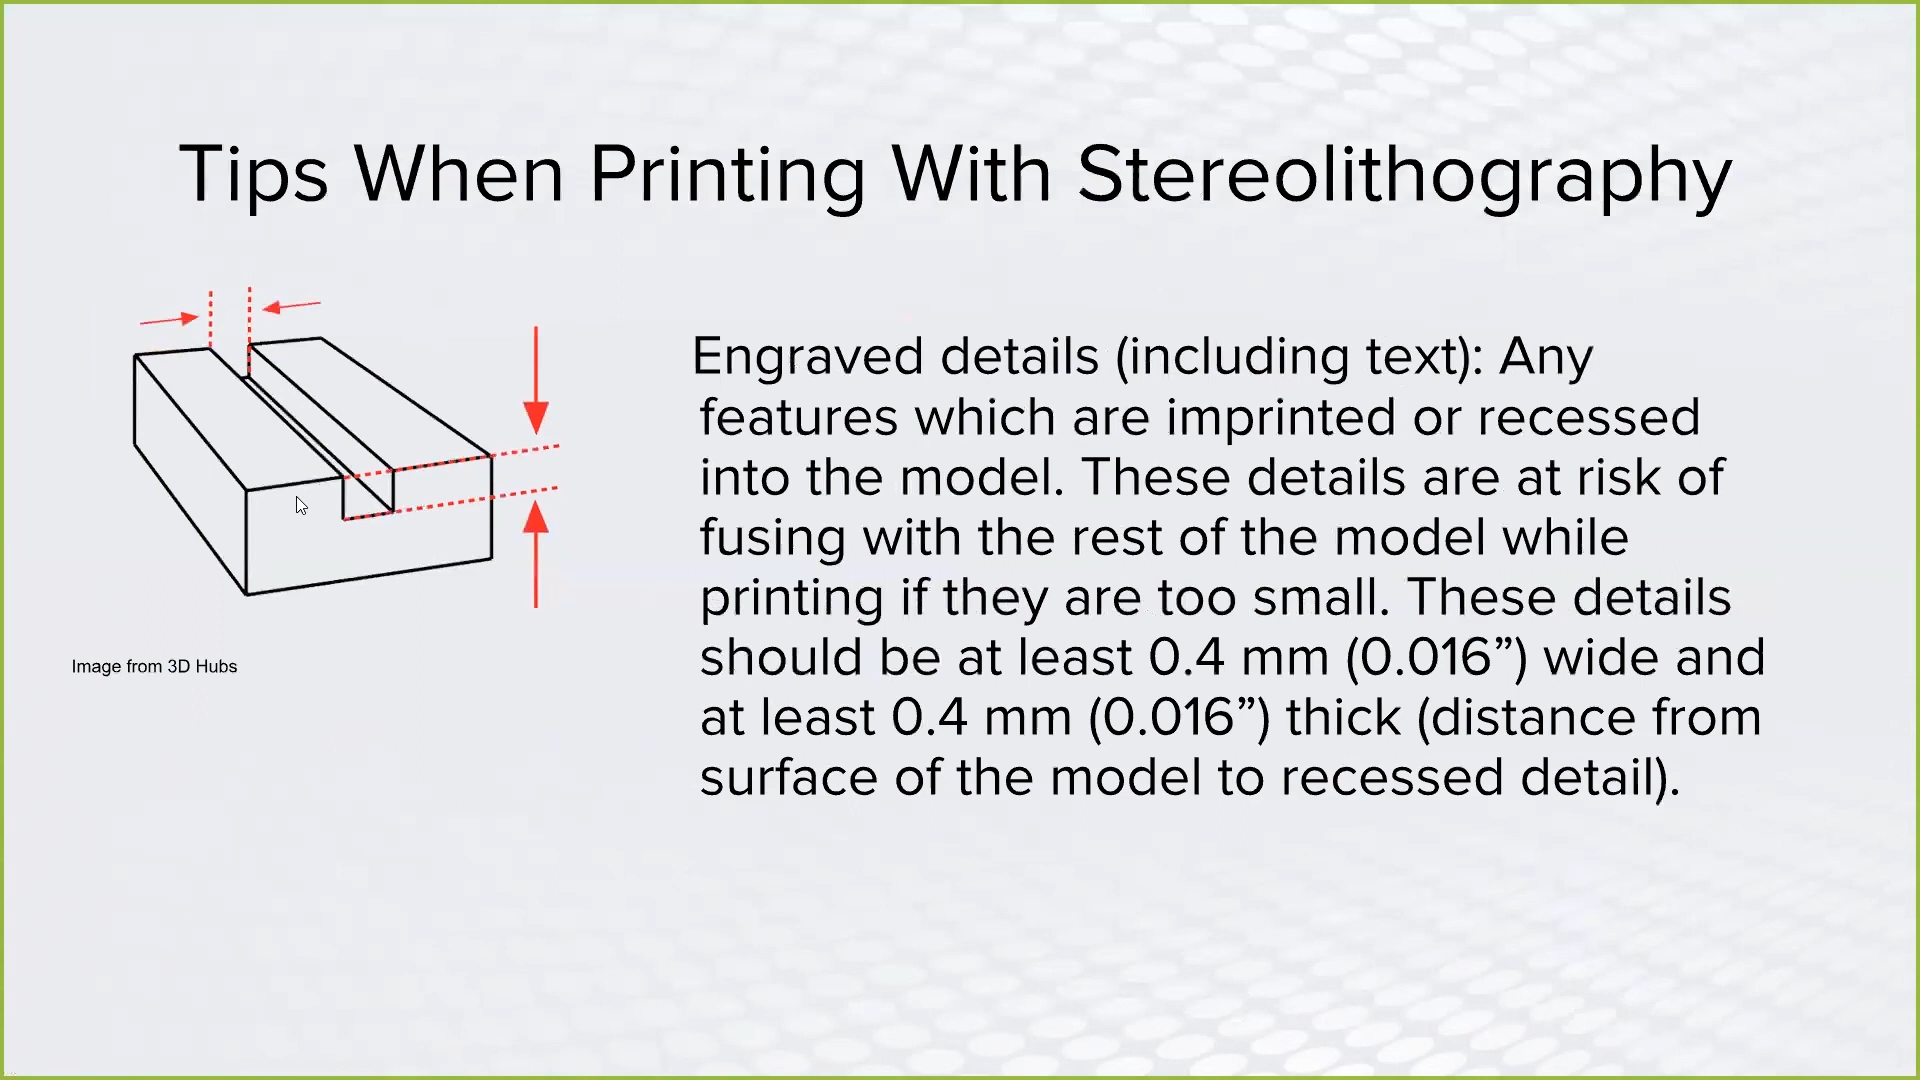 Tips When Printing With Stereolithography
Engraved details (including text): Any
features which are imprinted or recessed
into the model. These details are at risk of
fusing with the rest of the model while
printing if they are too small. These details
should be at least 0.4 mm (0.016”) wide and
at least 0.4 mm (0.016”) thick (distance from
surface of the model to recessed detail).
Image from 3D Hubs